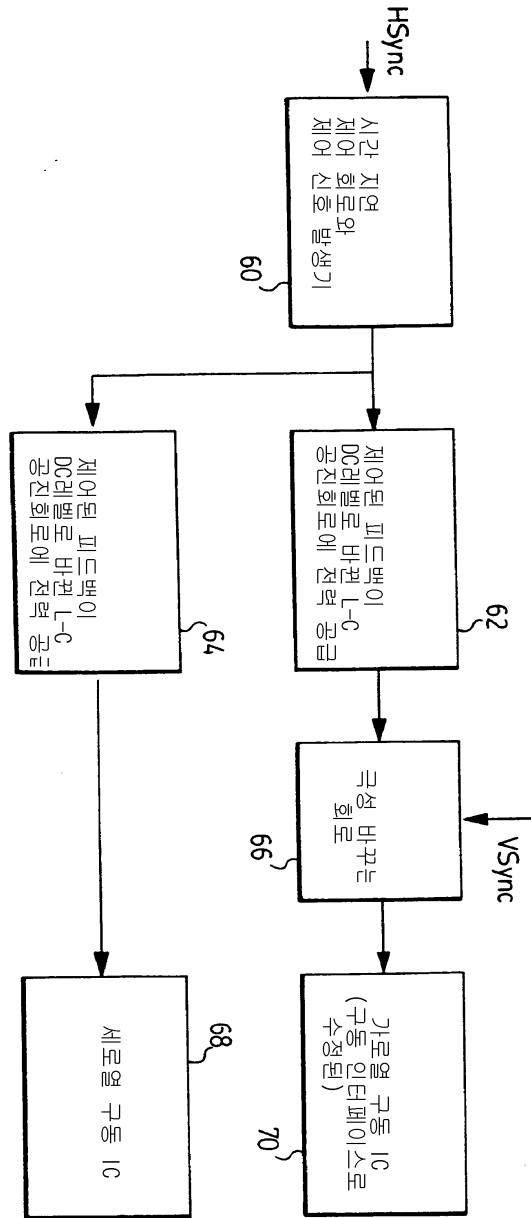 HSync
시간 지연
제어 회로와
제어 신호 발생기
60
제어된 피드백이
DC레벨로 바뀐 L-C
공진회로에 전력 공급
62
VSync
극성 바꾸는
회로
66
가로열 구동 IC
(구동 인터페이스로
수정된)
70
제어된 피드백이
DC레벨로 바뀐 L-C
공진회로에 전력 공급
64
세로열 구동 IC
68